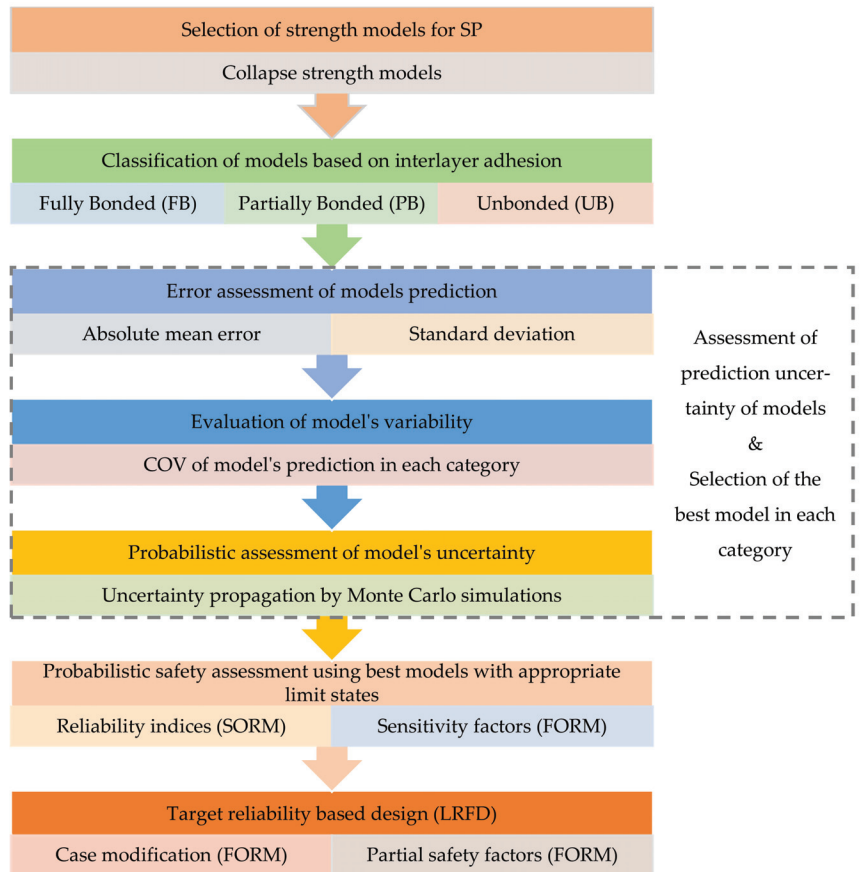 Selection of strength models for SP
Collapse strength models
Classification of models based on interlayer adhesion
Fully Bonded (FB)
Partially Bonded (PB)
Unbonded (UB)
Error assessment of models prediction
Absolute mean error
Standard deviation
Evaluation of model's variability
COV of model's prediction in each category
Probabilistic assessment of model's uncertainty
Uncertainty propagation by Monte Carlo simulations
Assessment of
prediction uncer-
tainty of models
&
Selection of the
best model in each
category
Probabilistic safety assessment using best models with appropriate
limit states
Reliability indices (SORM)
Sensitivity factors (FORM)
Target reliability based design (LRFD)
Case modification (FORM)
Partial safety factors (FORM)